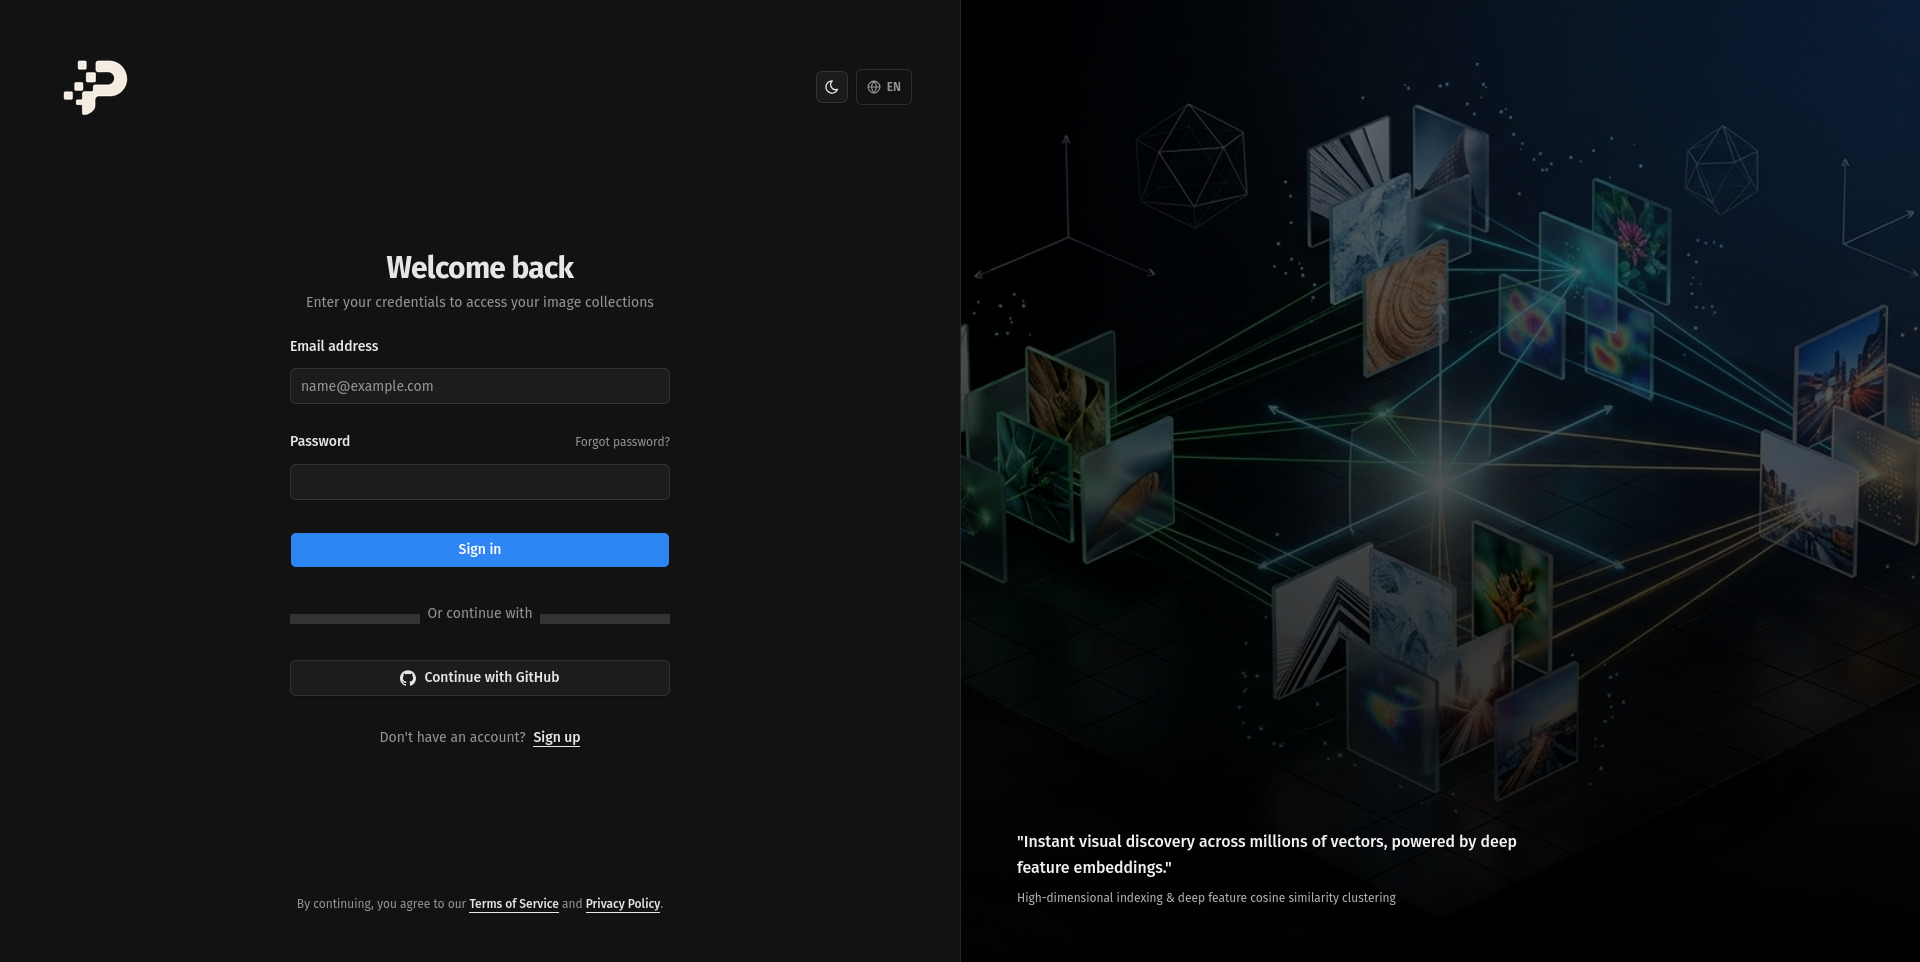 EN
Welcome back
Enter your credentials to access your image collections
Email address
name@example.com
Password
Forgot password?
Sign in
Or continue with
Continue with GitHub
Don't have an account? Sign up
By continuing, you agree to our Terms of Service and Privacy Policy.
"Instant visual discovery across millions of vectors, powered by deep
feature embeddings."
High-dimensional indexing & deep feature cosine similarity clustering